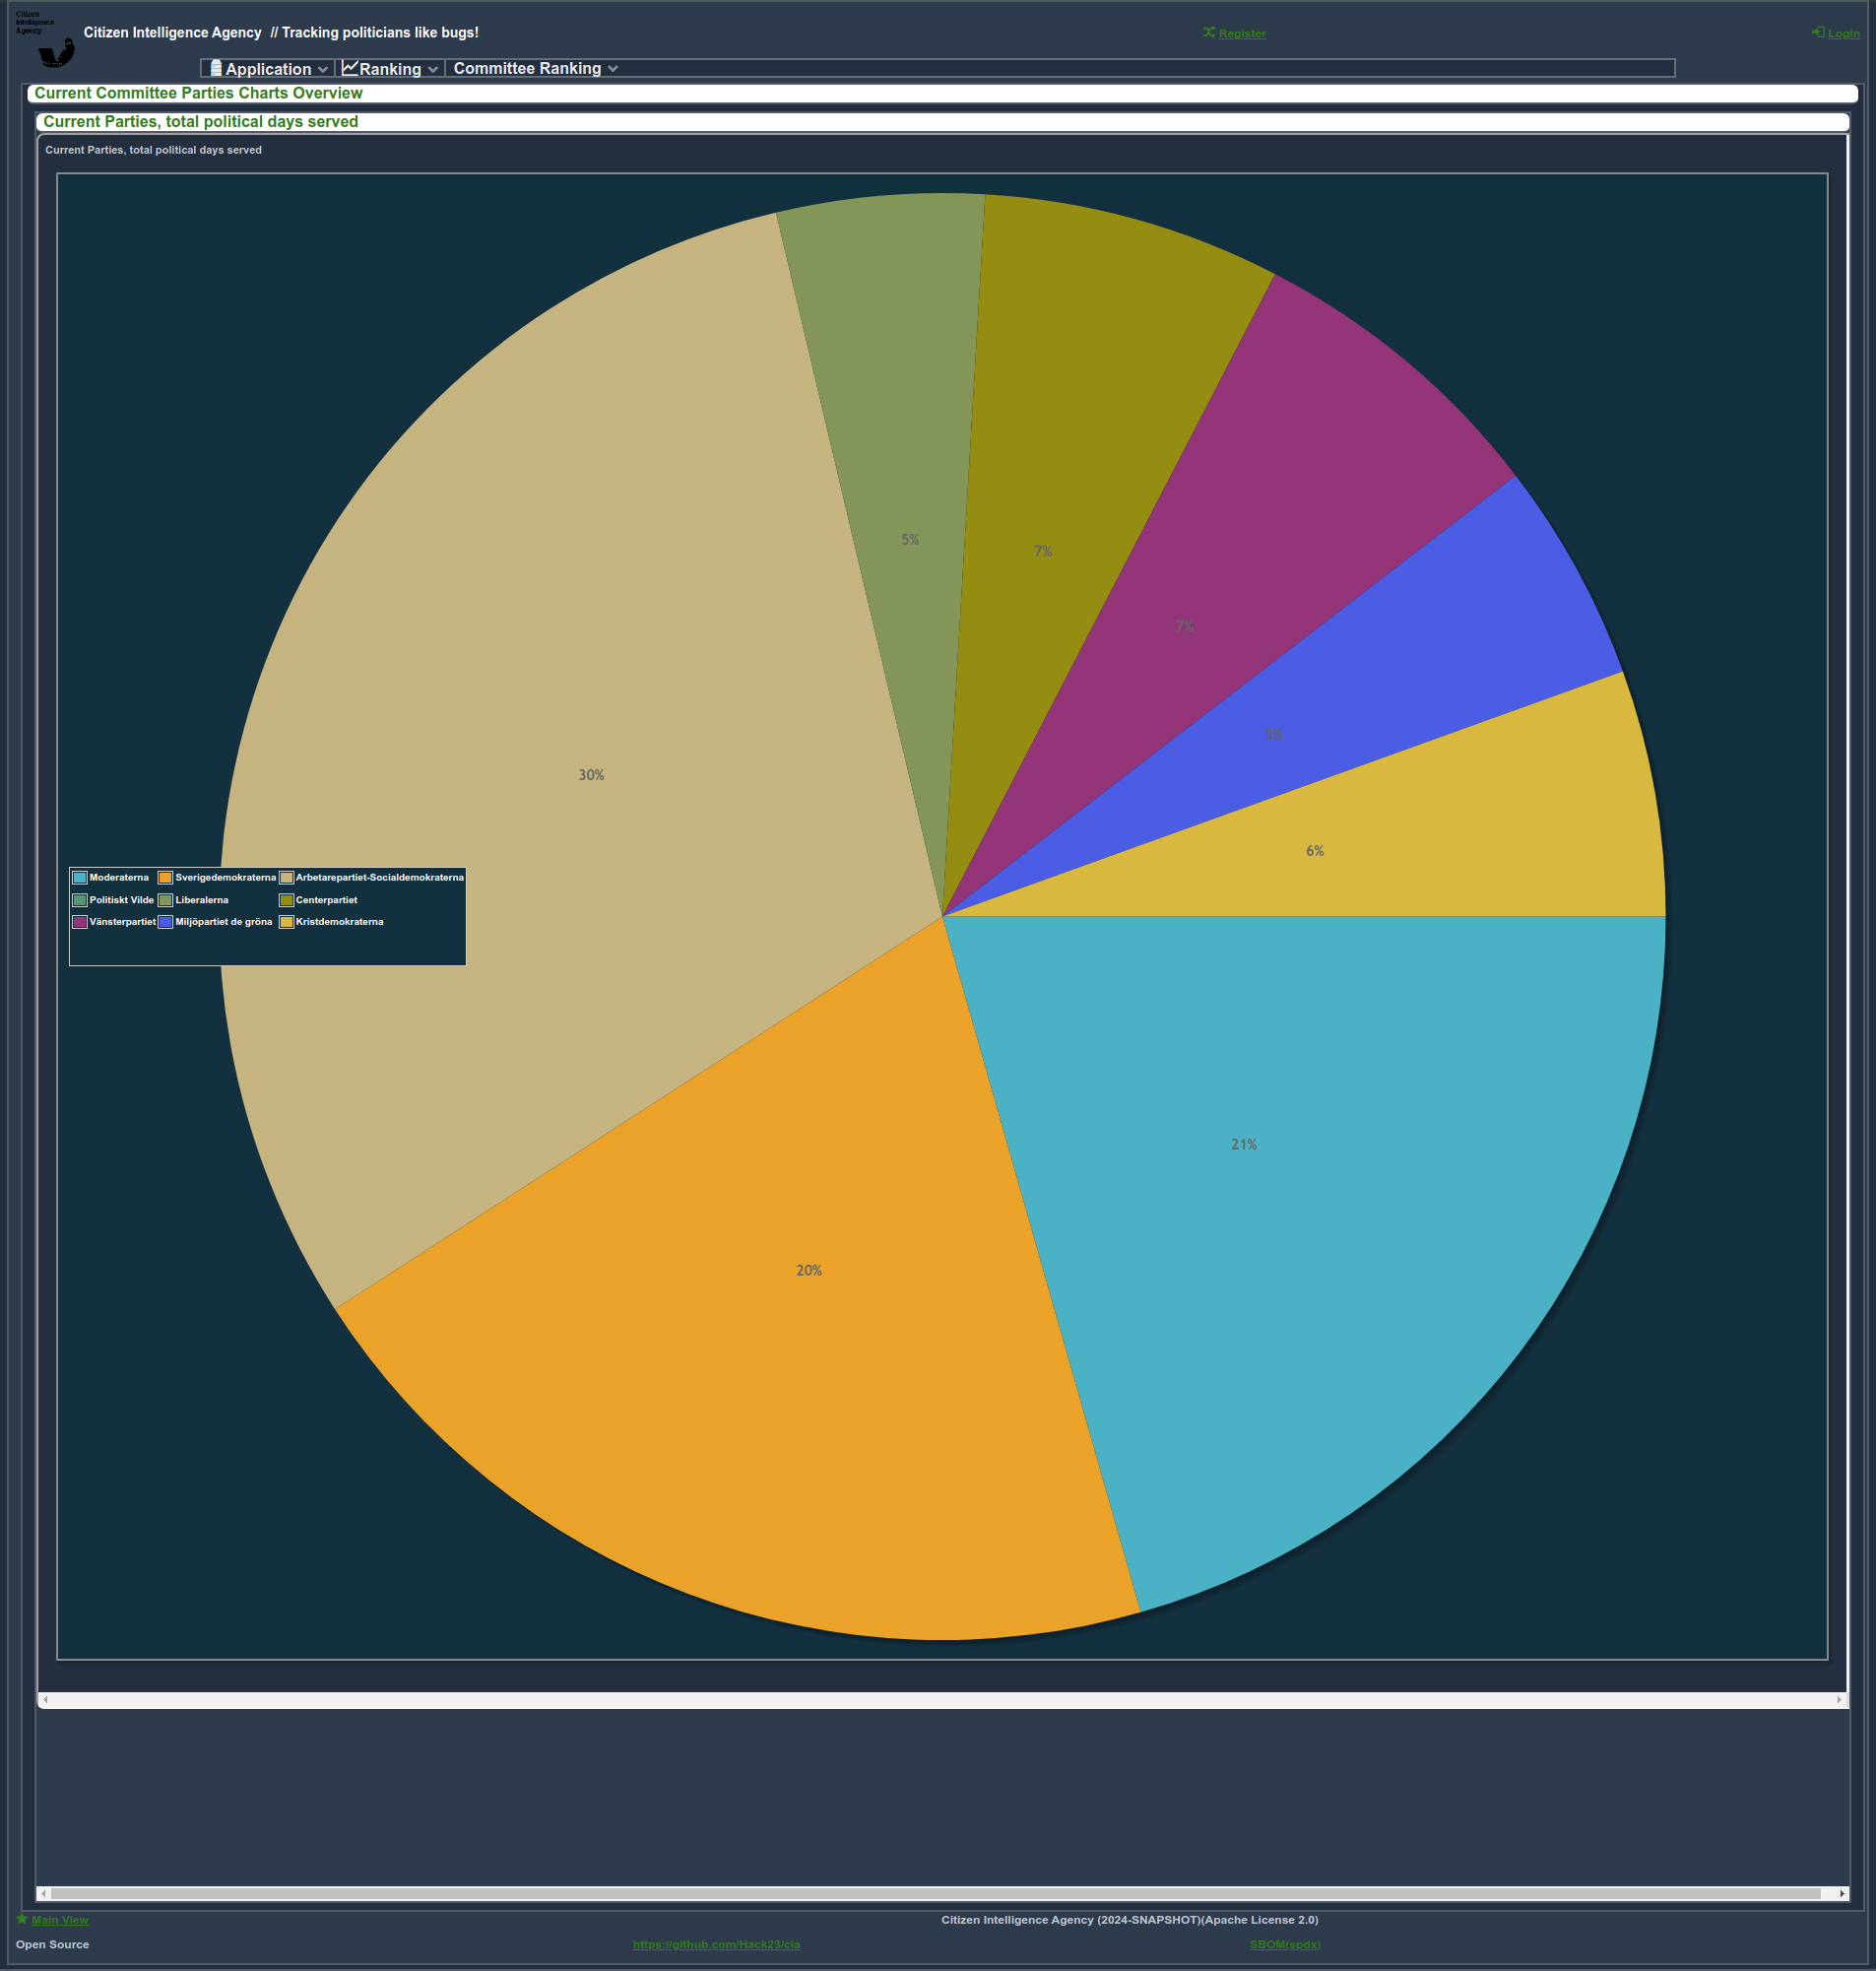 Citizen
Intelligence
Agency
Citizen Intelligence Agency // Tracking politicians like bugs!
Register
Login
Application
Ranking
Committee Ranking
Current Committee Parties Charts Overview
Current Parties, total political days served
Current Parties, total political days served
5%
7%
7%
5%
30%
6%
Moderaterna Sverigedemokraterna Arbetarepartiet-Socialdemokraterna
Politiskt Vilde Liberalerna Centerpartiet
Vänsterpartiet Miljöpartiet de gröna Kristdemokraterna
21%
20%
Main View
Citizen Intelligence Agency (2024-SNAPSHOT)(Apache License 2.0)
Open Source
https://github.com/Hack23/cia
SBOM(spdx)